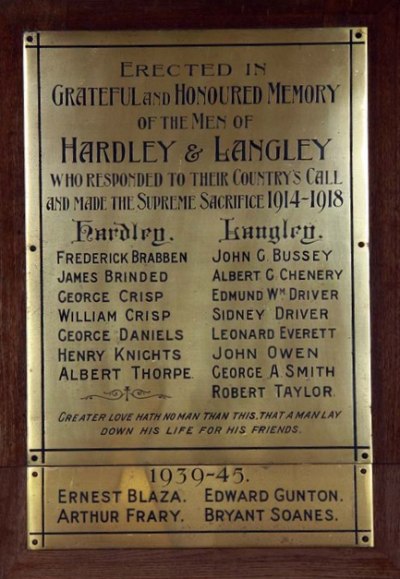 ERECTED IN
GRATEFUL AND HONOURED MEMORY
OF THE MEN OF
HARDLEY & LANGLEY
WHO RESPONDED TO THEIR COUNTRY'S CALL
AND MADE THE SUPREME SACRIFICE 1914-1918
Hardley.
FREDERICK BRABBEN
JAMES BRINDED
GEORGE CRISP
WILLIAM CRISP
GEORGE DANIELS
HENRY KNIGHTS
ALBERT THORPE.
Langley.
JOHN G. BUSSEY
ALBERT G. CHENERY
EDMUND WM DRIVER
SIDNEY DRIVER
LEONARD EVERETT
JOHN OWEN
GEORGE A. SMITH
ROBERT TAYLOR.
GREATER LOVE HATH NO MAN THAN THIS, THAT A MAN LAY
DOWN HIS LIFE FOR HIS FRIENDS.
1939-45.
ERNEST BLAZA. EDWARD GUNTON.
ARTHUR FRARY. BRYANT SOANES.